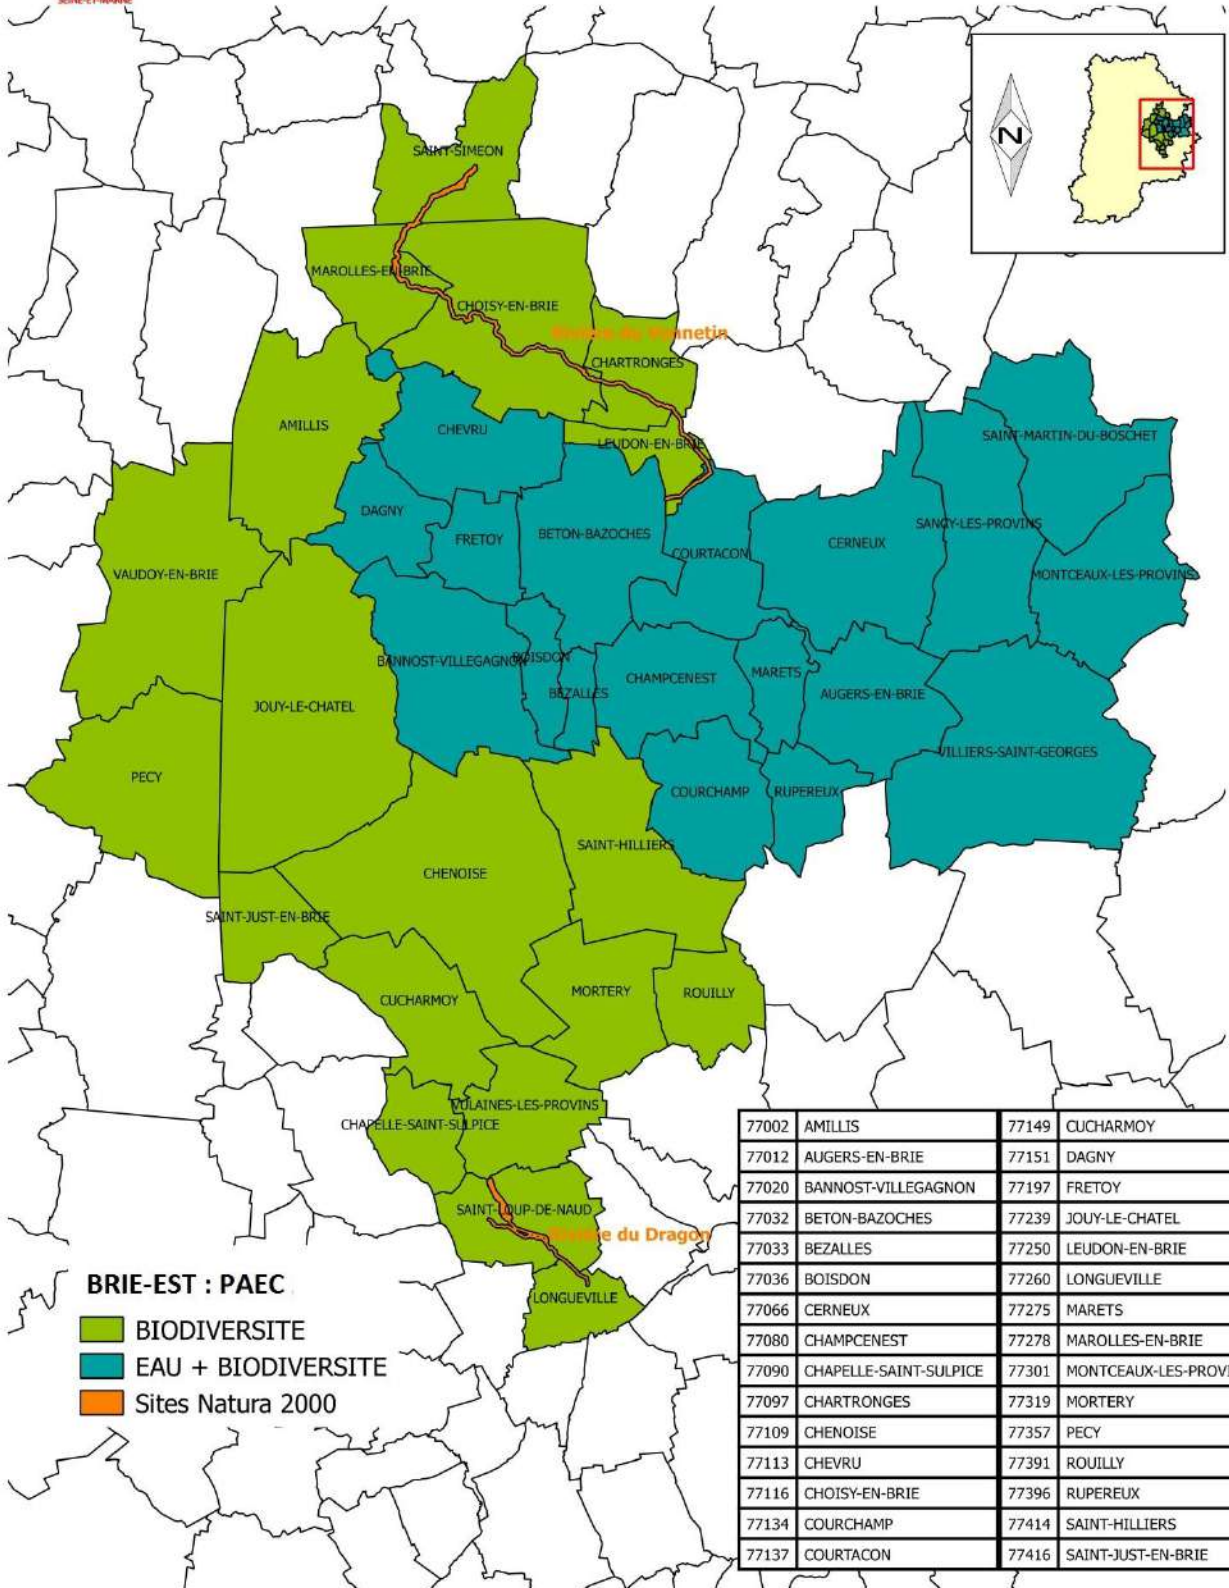 SEINE-ET-MARNE
N
SAINT-SIMEON
MAROLLES-EN-BRIE
CHOISY-EN-BRIE
CHARTRONGES
AMILLIS
CHEVRU
LEUDON-EN-BRIE
SAINT-MARTIN-DU-BOSCHET
DAGNY
FRETOY
BETON-BAZOCHES
COURTACON
CERNEUX
SANCY-LES-PROVINS
VAUDOY-EN-BRIE
MONTCEAUX-LES-PROVINS
BANNOST-VILLEGAGNON
BOISDON
BEZALLES
CHAMPCENEST
MARETS
AUGERS-EN-BRIE
JOUY-LE-CHATEL
VILLIERS-SAINT-GEORGES
PECY
COURCHAMP
RUPEREUX
SAINT-HILLIERS
CHENOISE
SAINT-JUST-EN-BRIE
CUCHARMOY
MORTERY
ROUILLY
VULAINES-LES-PROVINS
CHAPELLE-SAINT-SULPICE
SAINT-LOUP-DE-NAUD
du Dragon
LONGUEVILLE
BRIE-EST : PAEC
BIODIVERSITE
EAU + BIODIVERSITE
Sites Natura 2000
77002 AMILLIS 77149 CUCHARMOY
77012 AUGERS-EN-BRIE 77151 DAGNY
77020 BANNOST-VILLEGAGNON 77197 FRETOY
77032 BETON-BAZOCHES 77239 JOUY-LE-CHATEL
77033 BEZALLES 77250 LEUDON-EN-BRIE
77036 BOISDON 77260 LONGUEVILLE
77066 CERNEUX 77275 MARETS
77080 CHAMPCENEST 77278 MAROLLES-EN-BRIE
77090 CHAPELLE-SAINT-SULPICE 77301 MONTCEAUX-LES-PROVI
77097 CHARTRONGES 77319 MORTERY
77109 CHENOISE 77357 PECY
77113 CHEVRU 77391 ROUILLY
77116 CHOISY-EN-BRIE 77396 RUPEREUX
77134 COURCHAMP 77414 SAINT-HILLIERS
77137 COURTACON 77416 SAINT-JUST-EN-BRIE